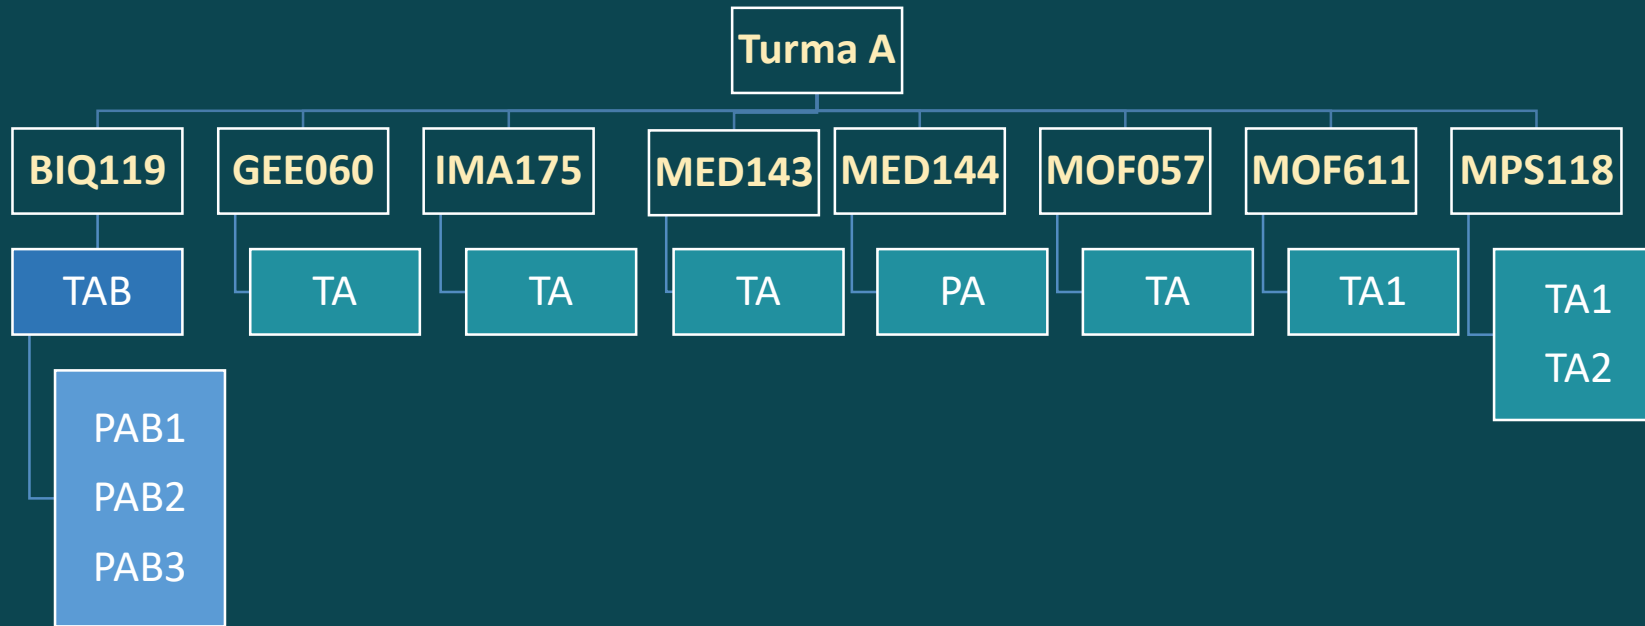 Turma A
BIQ119
GEE060
IMA175
MED143
MED144
MOF057
MOF611
MPS118
TAB
TA
TA
TA
PA
TA
TA1
TA1
TA2
PAB1
PAB2
PAB3